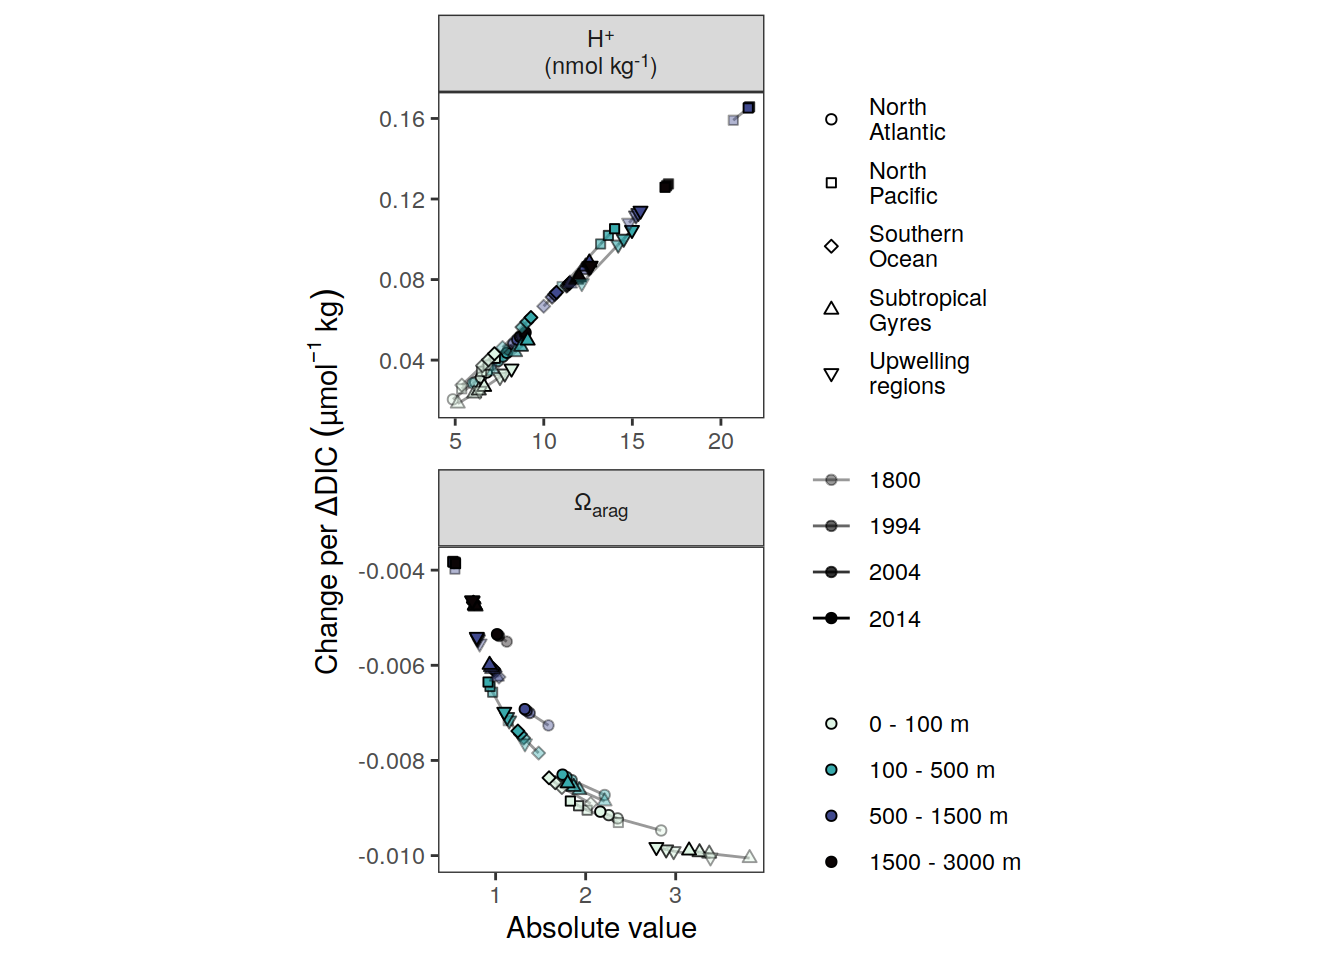 H⁺
(nmol kg⁻¹)
0.16
0.12
0.08
0.04
5 10 15 20
Ωarag
-0.004
-0.006
-0.008
-0.010
1 2 3
Absolute value
Change per ΔDIC (μmol⁻¹ kg)
North
Atlantic
North
Pacific
Southern
Ocean
Subtropical
Gyres
Upwelling
regions
1800
1994
2004
2014
0 - 100 m
100 - 500 m
500 - 1500 m
1500 - 3000 m